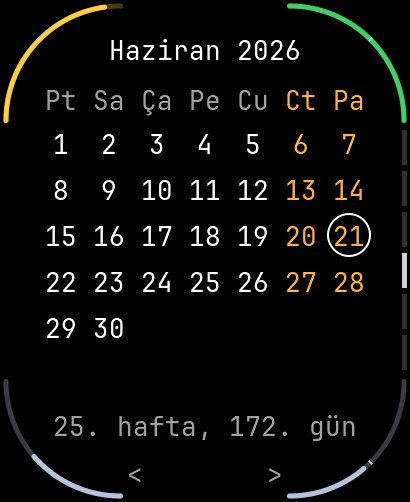 Haziran 2026
Pt Sa Ça Pe Cu Ct Pa
1 2 3 4 5 6 7
8 9 10 11 12 13 14
15 16 17 18 19 20 21
22 23 24 25 26 27 28
29 30
25. hafta, 172. gün
< >